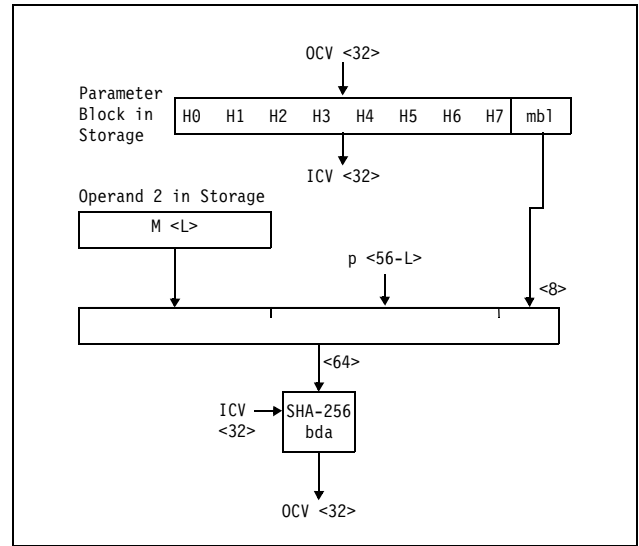 OCV <32>
Parameter
Block in
Storage
H0 H1 H2 H3 H4 H5 H6 H7 mbl
ICV <32>
Operand 2 in Storage
M <L>
p <56-L>
<8>
<64>
ICV
<32>
SHA-256
bda
OCV <32>